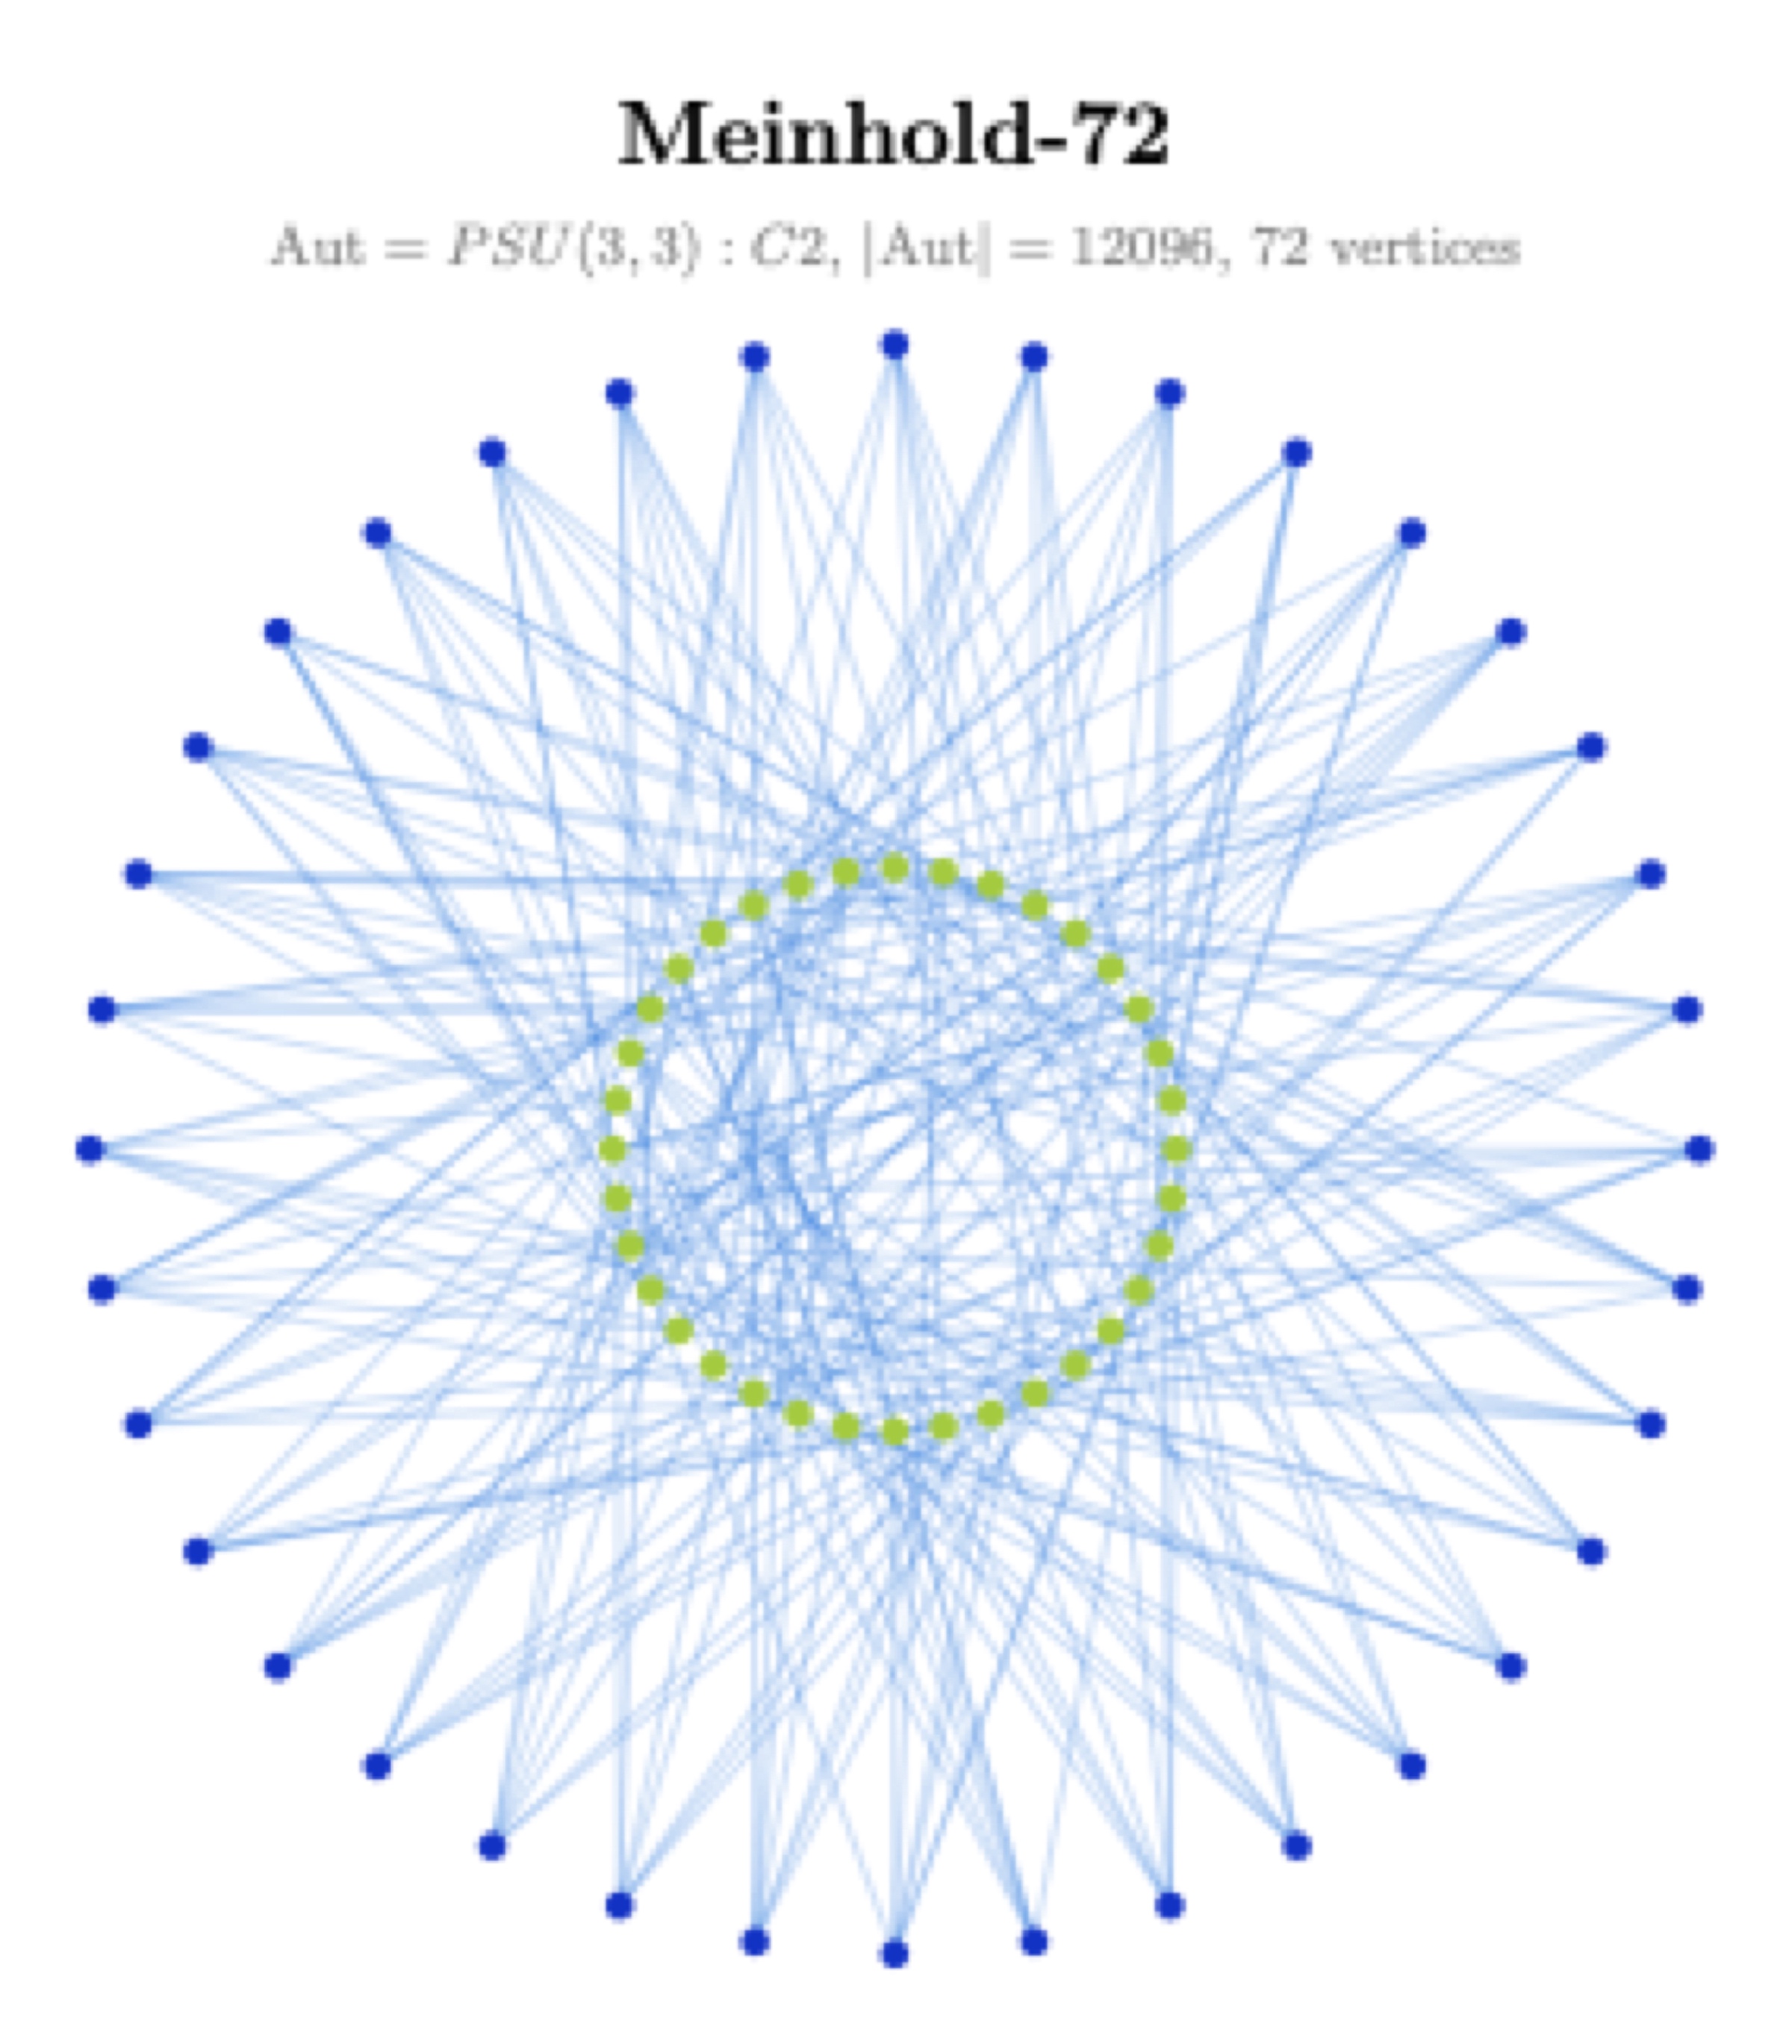 Meinhold-72
Aut = PSU(3, 3) : C2, |Aut| = 12096, 72 vertices